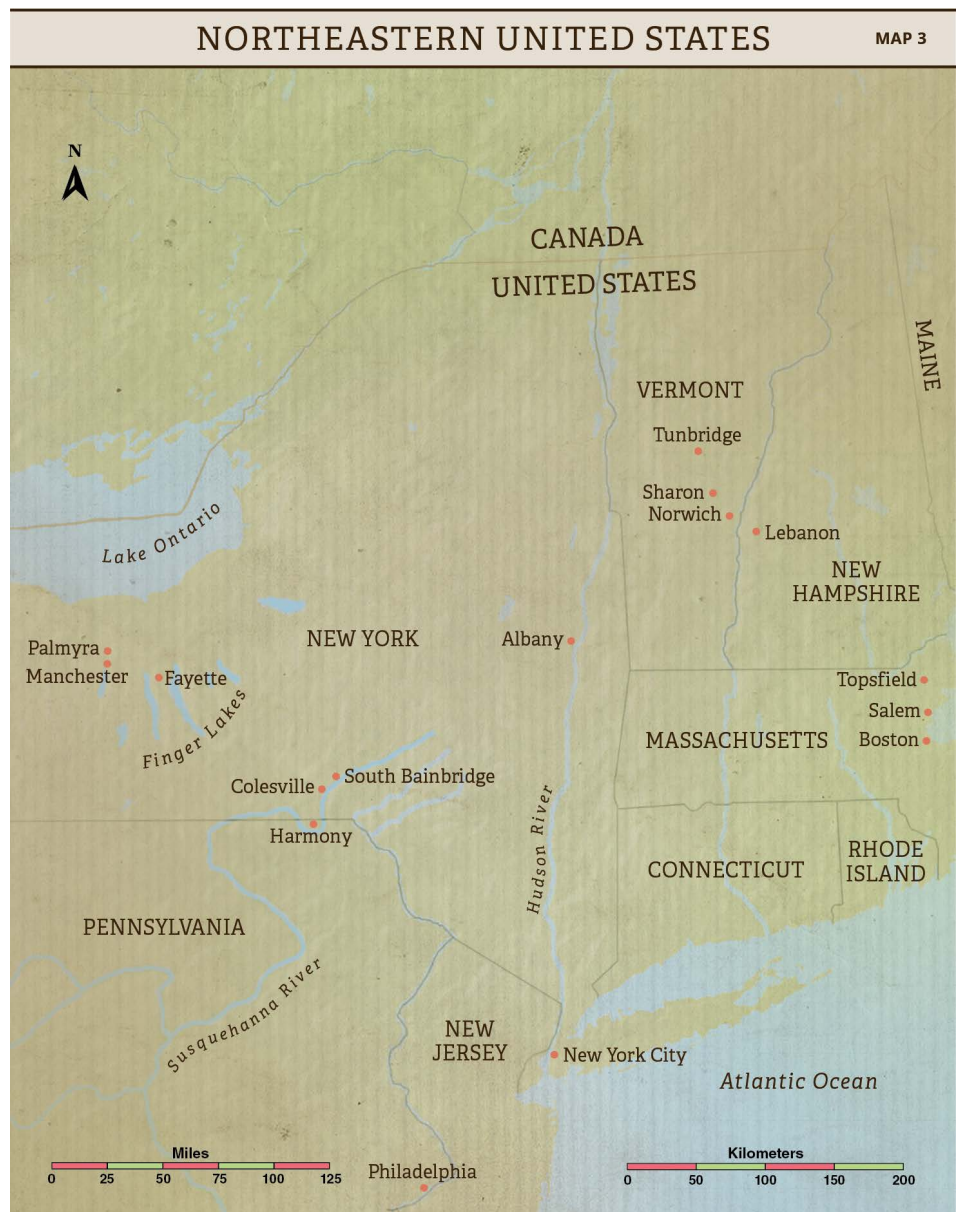 NORTHEASTERN UNITED STATES
MAP 3
N
CANADA
UNITED STATES
MAINE
VERMONT
Tunbridge
Sharon
Norwich
Lebanon
Lake Ontario
NEW
HAMPSHIRE
NEW YORK
Albany
Palmyra
Manchester
Fayette
Finger Lakes
Topsfield
Salem
Boston
MASSACHUSETTS
South Bainbridge
Colesville
Harmony
Hudson River
CONNECTICUT
RHODE
ISLAND
PENNSYLVANIA
Susquehanna River
NEW
JERSEY
New York City
Atlantic Ocean
Miles
0 25 50 75 100 125
Philadelphia
Kilometers
0 50 100 150 200